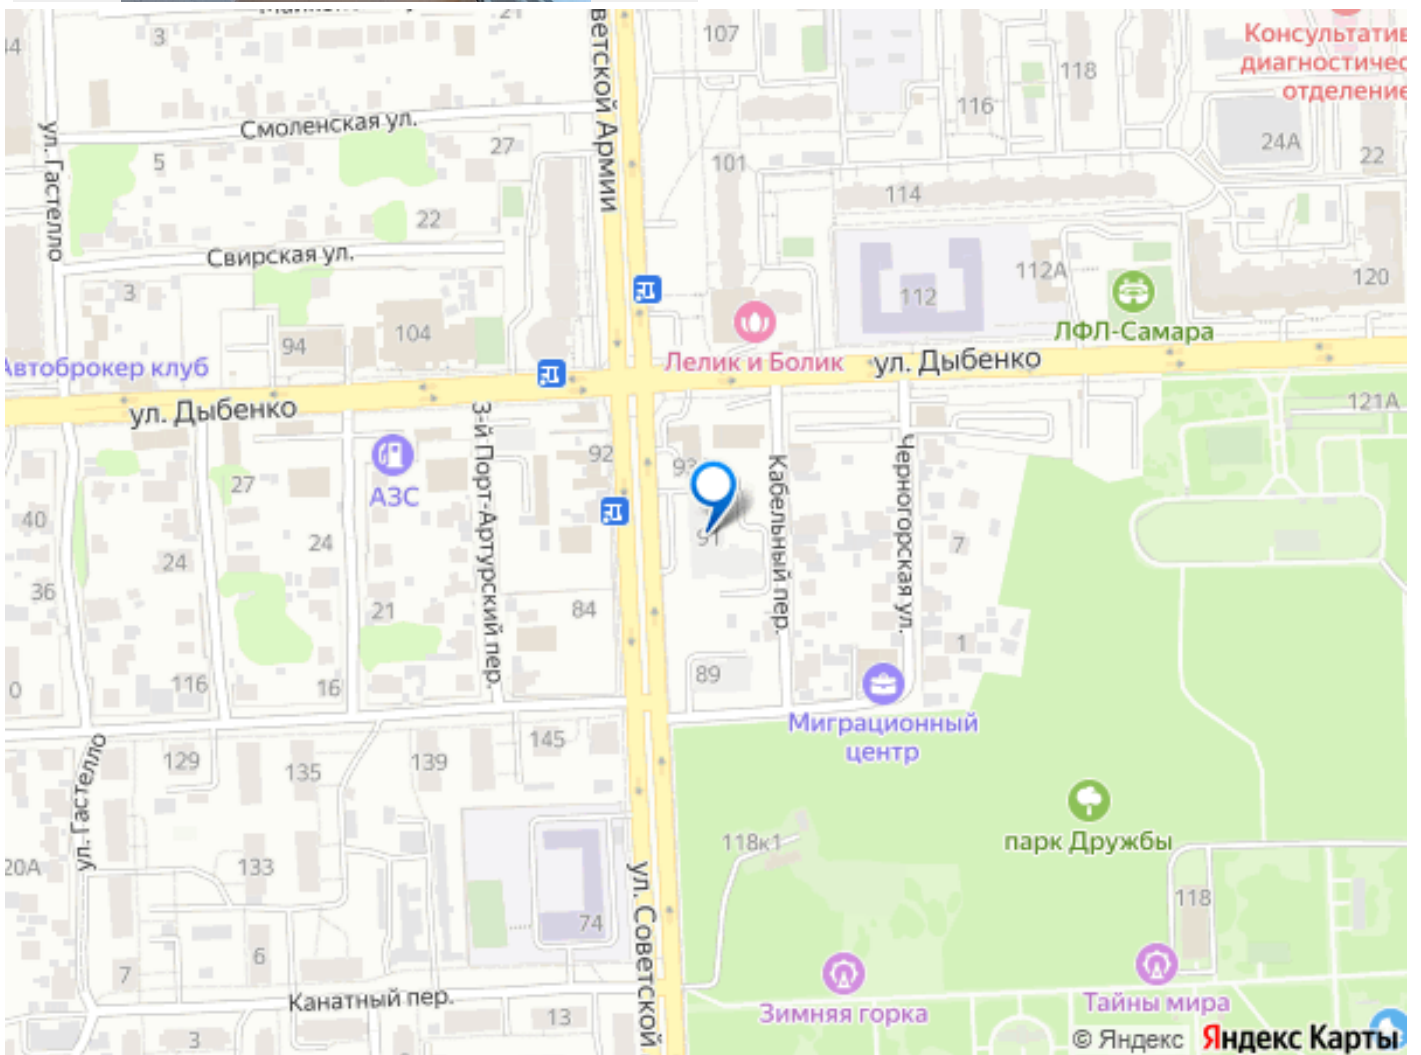 44
3
21
107
Консультатив
диагностичес
отделение
118
116
ветской Армии
Смоленская ул.
ул. Гастелло
5
27
101
24А
22
114
22
Свирская ул.
3
112А
120
112
ЛФЛ-Самара
94
104
Автоброкер клуб
Лелик и Болик
ул. Дыбенко
ул. Дыбенко
121А
3-й Порт-Артурский пер.
92
93
Кабельный пер.
Черногорская ул.
АЗС
27
40
24
24
91
7
36
21
84
1
0
116
16
89
Миграционный
центр
145
129
135
139
ул. Гастелло
парк Дружбы
118к1
20А
133
118
ул. Советской
74
6
7
Зимняя горка
Тайны мира
Канатный пер.
13
3
© Яндекс
Яндекс Карты